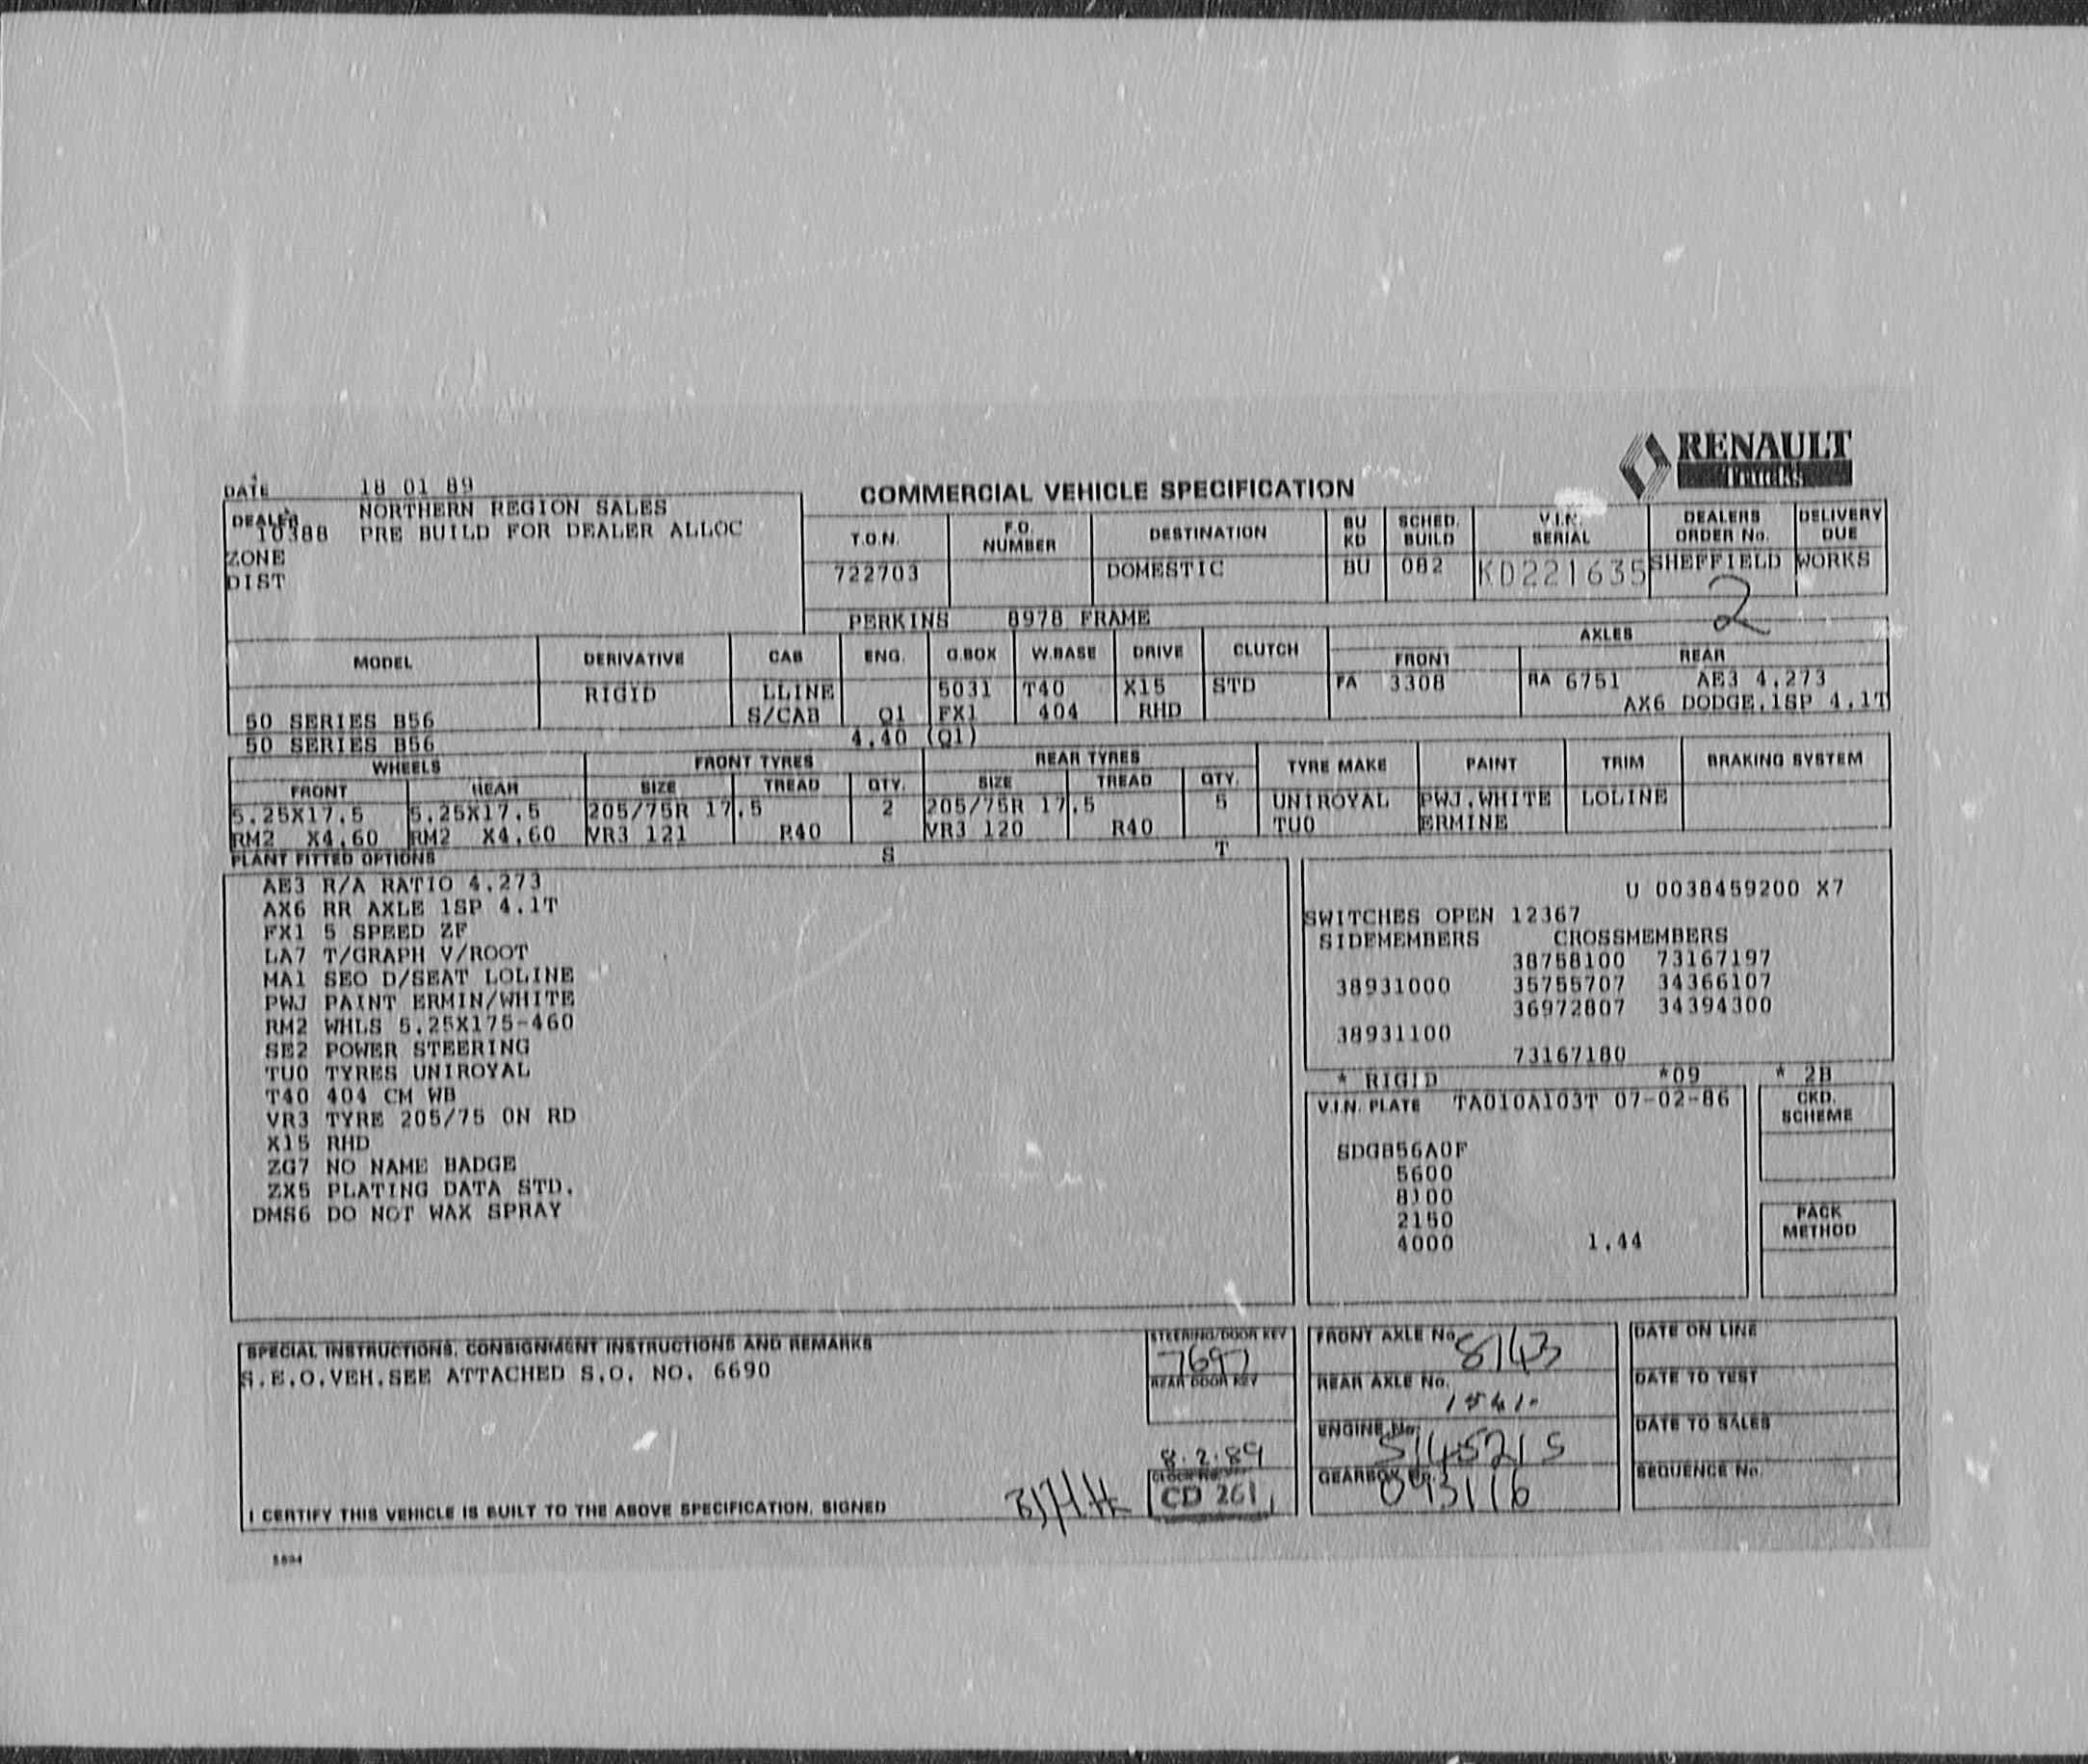 RENAULT
Trucks
COMMERCIAL VEHICLE SPECIFICATION
DATE 18 01 89
DEALER NORTHERN REGION SALES
10388 PRE BUILD FOR DEALER ALLOC
ZONE
DIST
T.O.N. F.O. NUMBER DESTINATION BU KD SCHED. BUILD V.I.N. SERIAL DEALERS ORDER No. DELIVERY DUE
722703 DOMESTIC BU 082 KD221635 SHEFFIELD WORKS
2
PERKINS 8978 FRAME
MODEL DERIVATIVE CAB ENG. G.BOX W.BASE DRIVE CLUTCH AXLES FRONT REAR
RIGID LLINE 5031 T40 X15 STD FA 3308 RA 6751 AE3 4.273
50 SERIES B56 S/CAB Q1 FX1 404 RHD AX6 DODGE.1SP 4.1T
50 SERIES B56 4.40 (Q1)
WHEELS FRONT TYRES REAR TYRES TYRE MAKE PAINT TRIM BRAKING SYSTEM
FRONT REAR SIZE TREAD QTY. SIZE TREAD QTY.
5.25X17.5 5.25X17.5 205/75R 17.5 2 205/75R 17.5 5 UNIROYAL PWJ.WHITE LOLINE
RM2 X4.60 RM2 X4.60 VR3 121 R40 VR3 120 R40 TU0 ERMINE
PLANT FITTED OPTIONS S T
AE3 R/A RATIO 4.273
AX6 RR AXLE 1SP 4.1T
FX1 5 SPEED ZF
LA7 T/GRAPH V/ROOT
MA1 SEO D/SEAT LOLINE
PWJ PAINT ERMIN/WHITE
RM2 WHLS 5.25X175-460
SE2 POWER STEERING
TU0 TYRES UNIROYAL
T40 404 CM WB
VR3 TYRE 205/75 ON RD
X15 RHD
ZG7 NO NAME BADGE
ZX5 PLATING DATA STD.
DMS6 DO NOT WAX SPRAY
U 0038459200 X7
SWITCHES OPEN 12367
SIDEMEMBERS CROSSMEMBERS
38758100 73167197
38931000 35755707 34366107
36972807 34394300
38931100
73167180
* RIGID *09 * 2B
V.I.N. PLATE TA010A103T 07-02-86
SDGB56A0F
5600
8100
2150
4000 1.44
CKD. SCHEME
PACK METHOD
SPECIAL INSTRUCTIONS, CONSIGNMENT INSTRUCTIONS AND REMARKS
S.E.O.VEH.SEE ATTACHED S.O. NO. 6690
I CERTIFY THIS VEHICLE IS BUILT TO THE ABOVE SPECIFICATION. SIGNED
STEERING/DOOR KEY
7697
REAR DOOR KEY
8.2.89
CLOCK No.
CD 261
FRONT AXLE No. 8143
REAR AXLE No.
ENGINE No.
GEARBOX No. 093116
DATE ON LINE
DATE TO TEST
DATE TO SALES
SEQUENCE No.